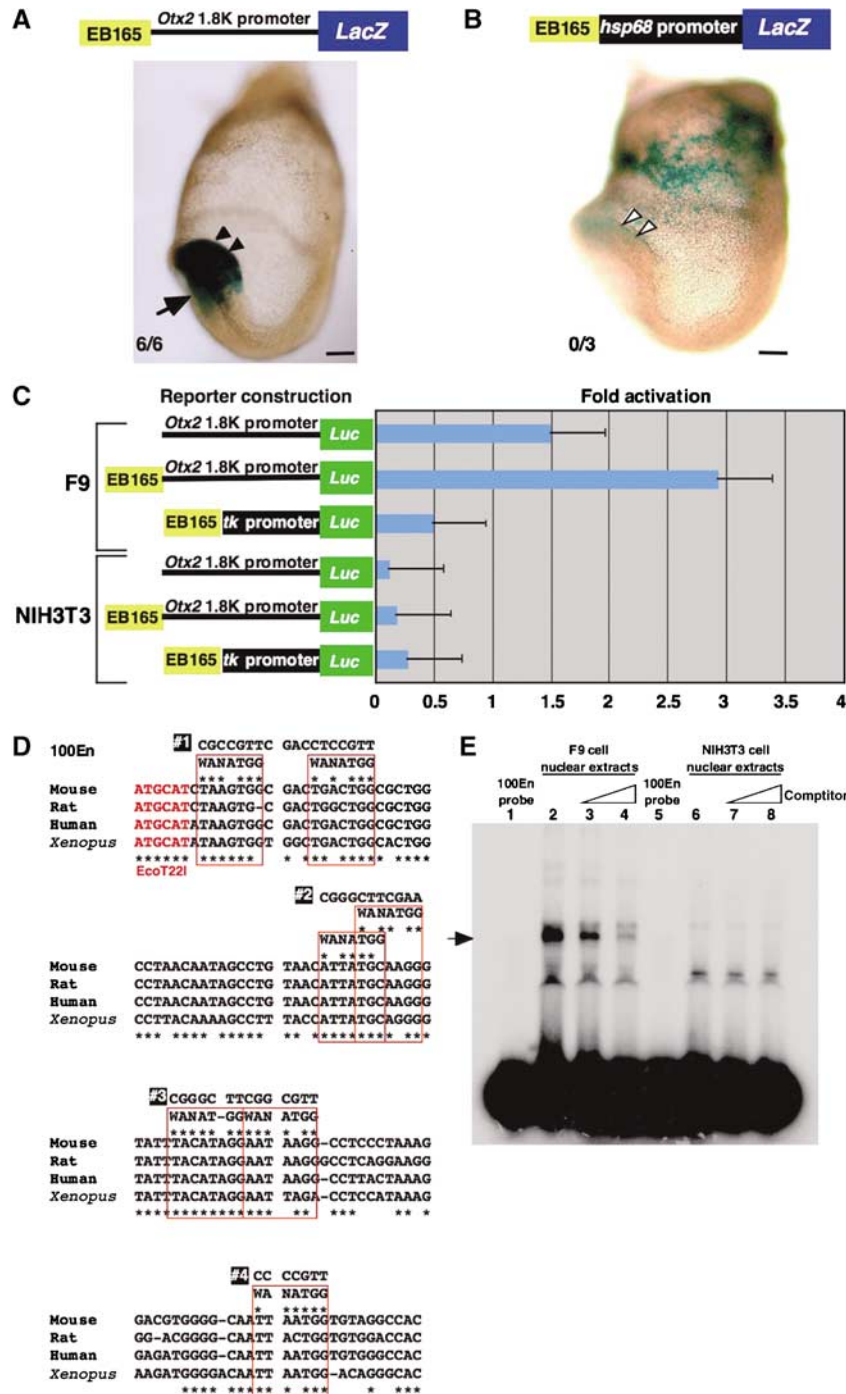 A
B
EB165 Otx2 1.8K promoter LacZ
EB165 hsp68 promoter LacZ
6/6
0/3
C
Reporter construction
Fold activation
F9
Otx2 1.8K promoter Luc
EB165 Otx2 1.8K promoter Luc
EB165 tk promoter Luc
NIH3T3
Otx2 1.8K promoter Luc
EB165 Otx2 1.8K promoter Luc
EB165 tk promoter Luc
0 0.5 1 1.5 2 2.5 3 3.5 4
D
100En
#1 CGCCGTTC GACCTCCGTT
WANATGG WANATGG
*** *** * * ***
Mouse ATGCATCTAAGTGGC GACTGACTGGCGCTGG
Rat ATGCATCTAAGTG-C GACTGGCTGGCGCTGG
Human ATGCATATAAGTGGC GACTGACTGGCGCTGG
Xenopus ATGCATATAAGTGG TGGCTGACTGGCACTGG
EcoT22I
#2 CGGGCTTCGAA
WANATGG
* ** **
WANATGG
* ****
Mouse CCTAACAATAGCCTG TAACATTATGCAAGGG
Rat CCTAACAATAGCCTG TAACATTATGCAAGGG
Human CCTAACAATAGCCTG TAACATTATGCAAGGG
Xenopus CCTTACAAAAGCCTT TACCATTATGCAGGGG
#3 CGGGC TTCGG CGTT
WANAT-GGWAN ATGG
Mouse TATTTACATAGGAAT AAGG-CCTCCCTAAAG
Rat TATTTACATAGGAAT AAGGGCCTCAGGAAGG
Human TATTTACATAGGAAT AAGG-CCTTACTAAAG
Xenopus TATTTACATAGGAAT TAGA-CCTCCATAAAG
#4 CC CCGTT
WA NATGG
* *****
Mouse GACGTGGGG-CAATT AATGGTGTAGGCCAC
Rat GG-ACGGGG-CAATT ACTGGTGTGGACCAC
Human GAGATGGGG-CAATT AATGGTGTGGGCCAC
Xenopus AAGATGGGGACAATT AATGG-ACAGGGCAC
E
F9 cell
nuclear extracts
NIH3T3 cell
nuclear extracts
100En
probe
100En
probe
Comptitor
1 2 3 4 5 6 7 8